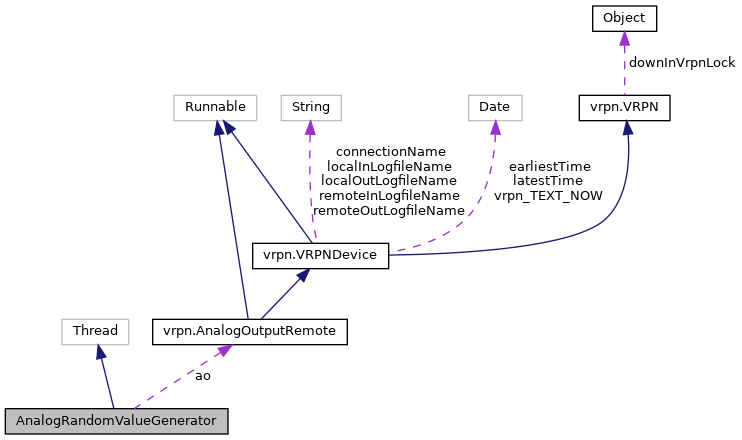 Object
downInVrpnLock
Runnable
String
Date
vrpn.VRPN
connectionName
localInLogfileName
localOutLogfileName
remoteInLogfileName
remoteOutLogfileName
earliestTime
latestTime
vrpn_TEXT_NOW
vrpn.VRPNDevice
Thread
vrpn.AnalogOutputRemote
ao
AnalogRandomValueGenerator